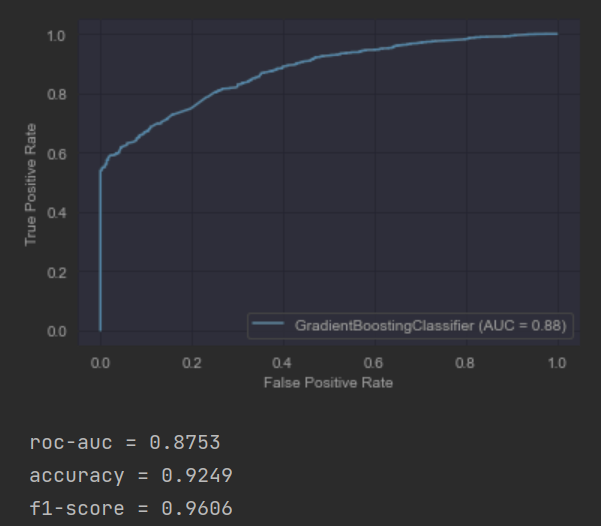 1.0
0.8
0.6
0.4
0.2
0.0
True Positive Rate
GradientBoostingClassifier (AUC = 0.88)
0.0 0.2 0.4 0.6 0.8 1.0
False Positive Rate
roc-auc = 0.8753
accuracy = 0.9249
f1-score = 0.9606